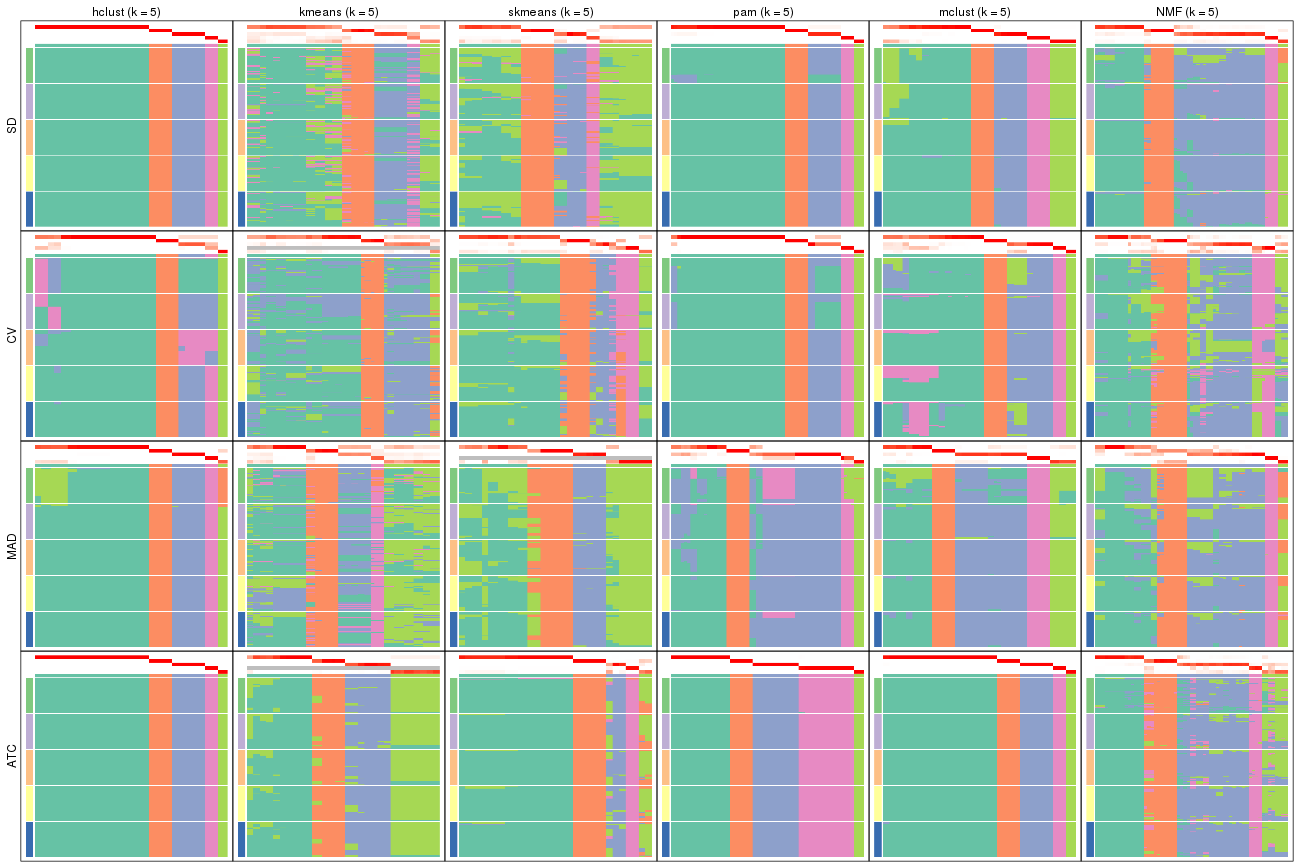 hclust (k = 5) kmeans (k = 5) skmeans (k = 5) pam (k = 5) mclust (k = 5) NMF (k = 5)
SD
CV
MAD
ATC